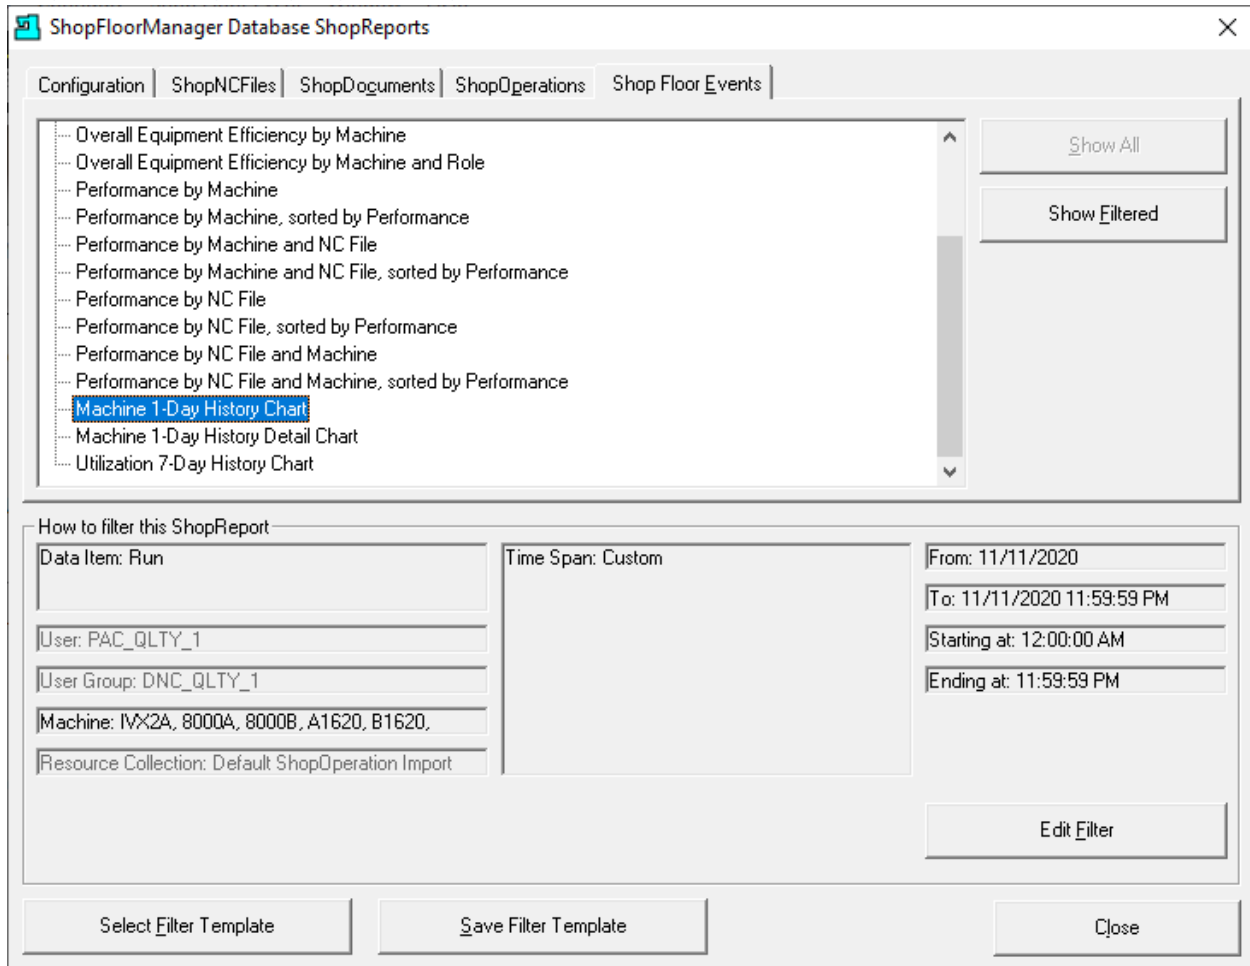 ShopFloorManager Database ShopReports
Configuration
ShopNCFiles
ShopDocuments
ShopOperations
Shop Floor Events
Overall Equipment Efficiency by Machine
Overall Equipment Efficiency by Machine and Role
Performance by Machine
Performance by Machine, sorted by Performance
Performance by Machine and NC File
Performance by Machine and NC File, sorted by Performance
Performance by NC File
Performance by NC File, sorted by Performance
Performance by NC File and Machine
Performance by NC File and Machine, sorted by Performance
Machine 1-Day History Chart
Machine 1-Day History Detail Chart
Utilization 7-Day History Chart
Show All
Show Filtered
How to filter this ShopReport
Data Item: Run
User: PAC_QLTY_1
User Group: DNC_QLTY_1
Machine: IVX2A, 8000A, 8000B, A1620, B1620,
Resource Collection: Default ShopOperation Import
Time Span: Custom
From: 11/11/2020
To: 11/11/2020 11:59:59 PM
Starting at: 12:00:00 AM
Ending at: 11:59:59 PM
Edit Filter
Select Filter Template
Save Filter Template
Close